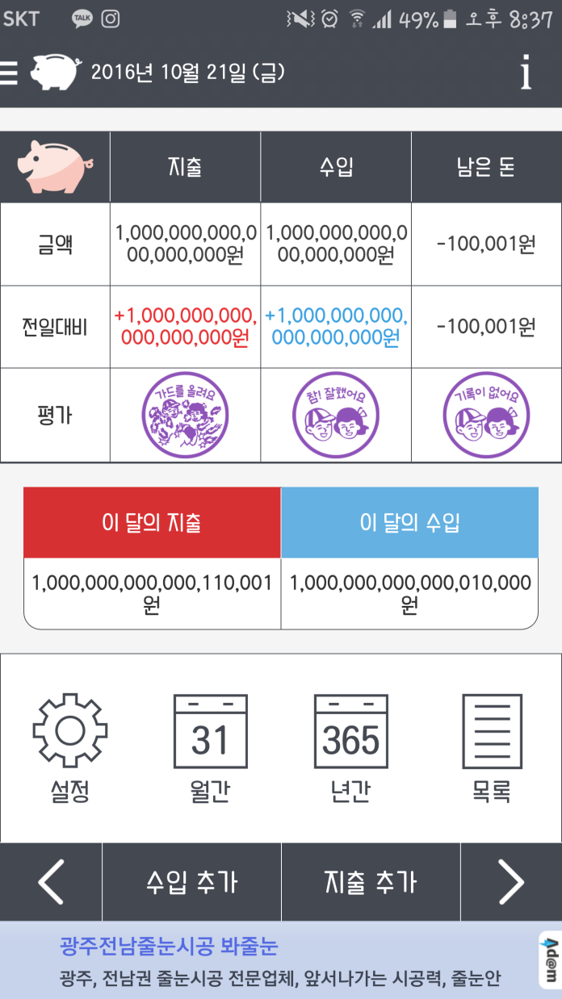 SKT TALK 49% 오후 8:37
2016년 10월 21일 (금) i
지출 수입 남은 돈
금액
1,000,000,000,0
00,000,000원
1,000,000,000,0
00,000,000원
-100,001원
전일대비
+1,000,000,000,
000,000,000원
+1,000,000,000,
000,000,000원
-100,001원
평가
가드를 올려요
참! 잘했어요
기록이 없어요
이 달의 지출 이 달의 수입
1,000,000,000,000,110,001
원
1,000,000,000,000,010,000
원
31 365
설정 월간 년간 목록
수입 추가 지출 추가
광주전남줄눈시공 봐줄눈
광주, 전남권 줄눈시공 전문업체, 앞서나가는 시공력, 줄눈안
Ad@m